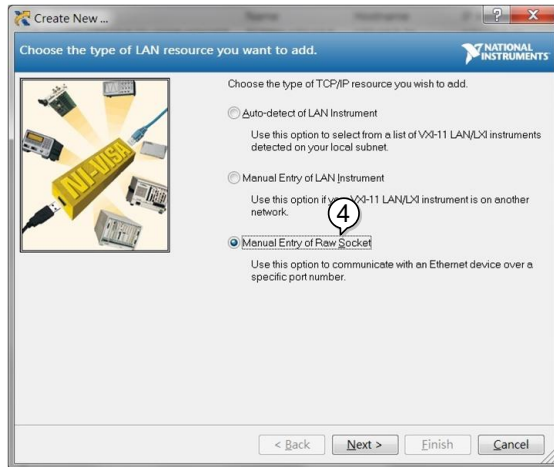 Create New ...
Choose the type of LAN resource you want to add.
NATIONAL
INSTRUMENTS
Choose the type of TCP/IP resource you wish to add.
Auto-detect of LAN Instrument
Use this option to select from a list of VXI-11 LAN/LXI instruments
detected on your local subnet.
Manual Entry of LAN Instrument
Use this option if VXI-11 LAN/LXI instrument is on another
network.
4
Manual Entry of Raw Socket
Use this option to communicate with an Ethernet device over a
specific port number.
NI-VISA
< Back Next > Finish Cancel